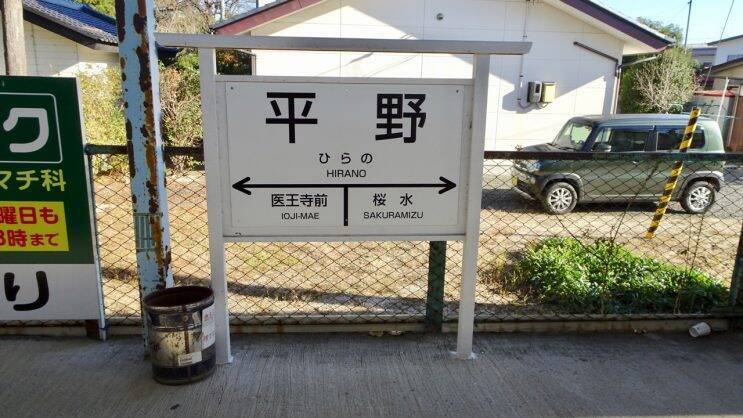 ク
マチ科
曜日も
時まで
り
平野
ひらの
HIRANO
医王寺前
IOJI-MAE
桜水
SAKURAMIZU